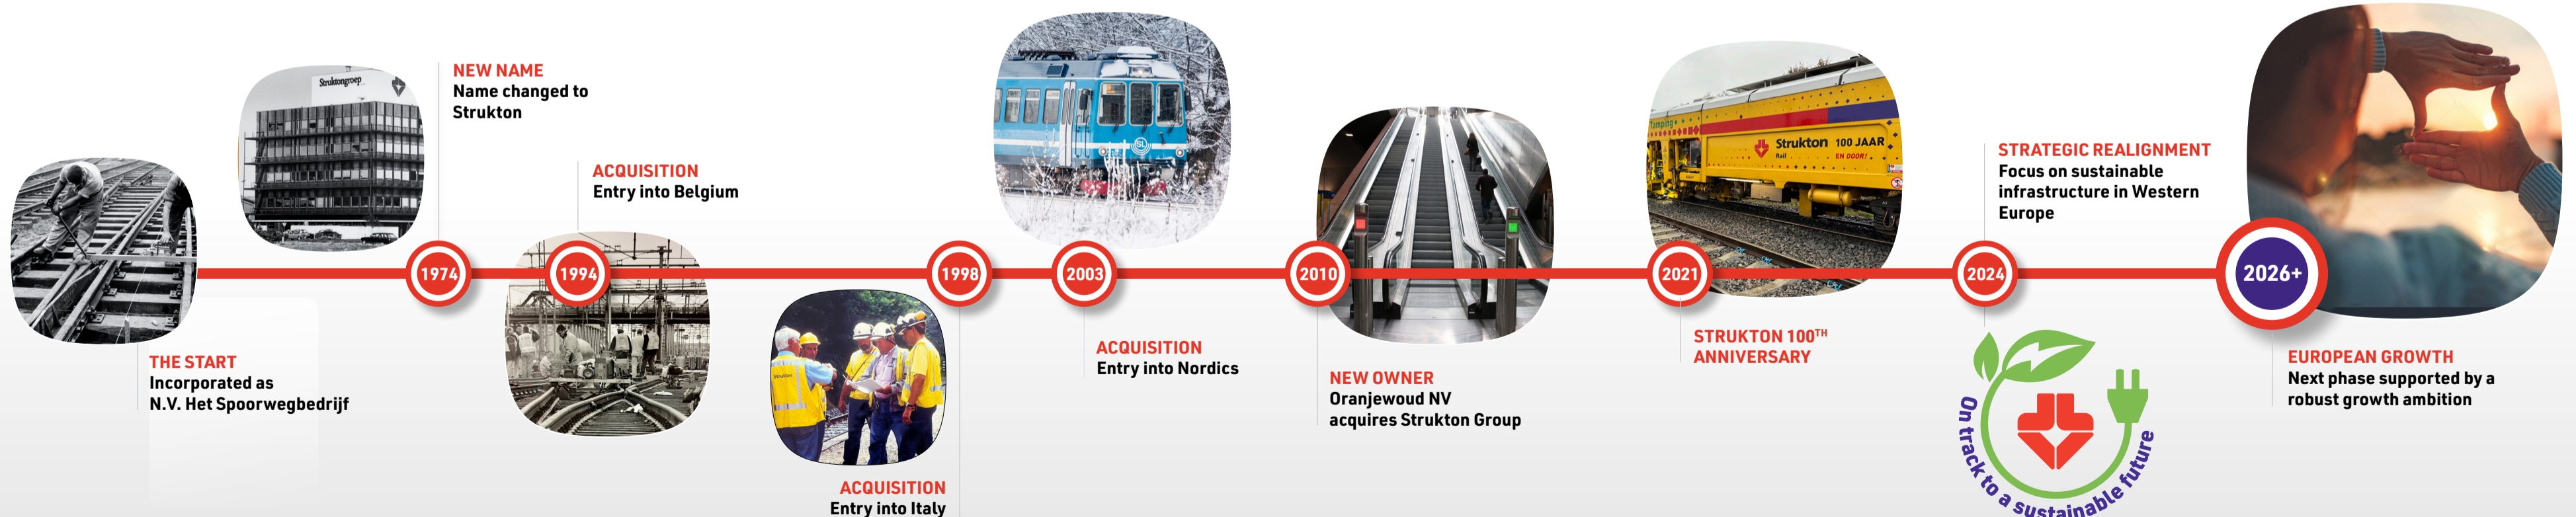 Struktongroep
THE START
Incorporated as
N.V. Het Spoorwegbedrijf
1974
NEW NAME
Name changed to
Strukton
1994
ACQUISITION
Entry into Belgium
1998
ACQUISITION
Entry into Italy
2003
SL
ACQUISITION
Entry into Nordics
2010
NEW OWNER
Oranjewoud NV
acquires Strukton Group
2021
Tamping
Strukton 100 JAAR
Rail EN DOOR!
STRUKTON 100TH
ANNIVERSARY
2024
STRATEGIC REALIGNMENT
Focus on sustainable
infrastructure in Western
Europe
On track to a sustainable future
2026+
EUROPEAN GROWTH
Next phase supported by a
robust growth ambition